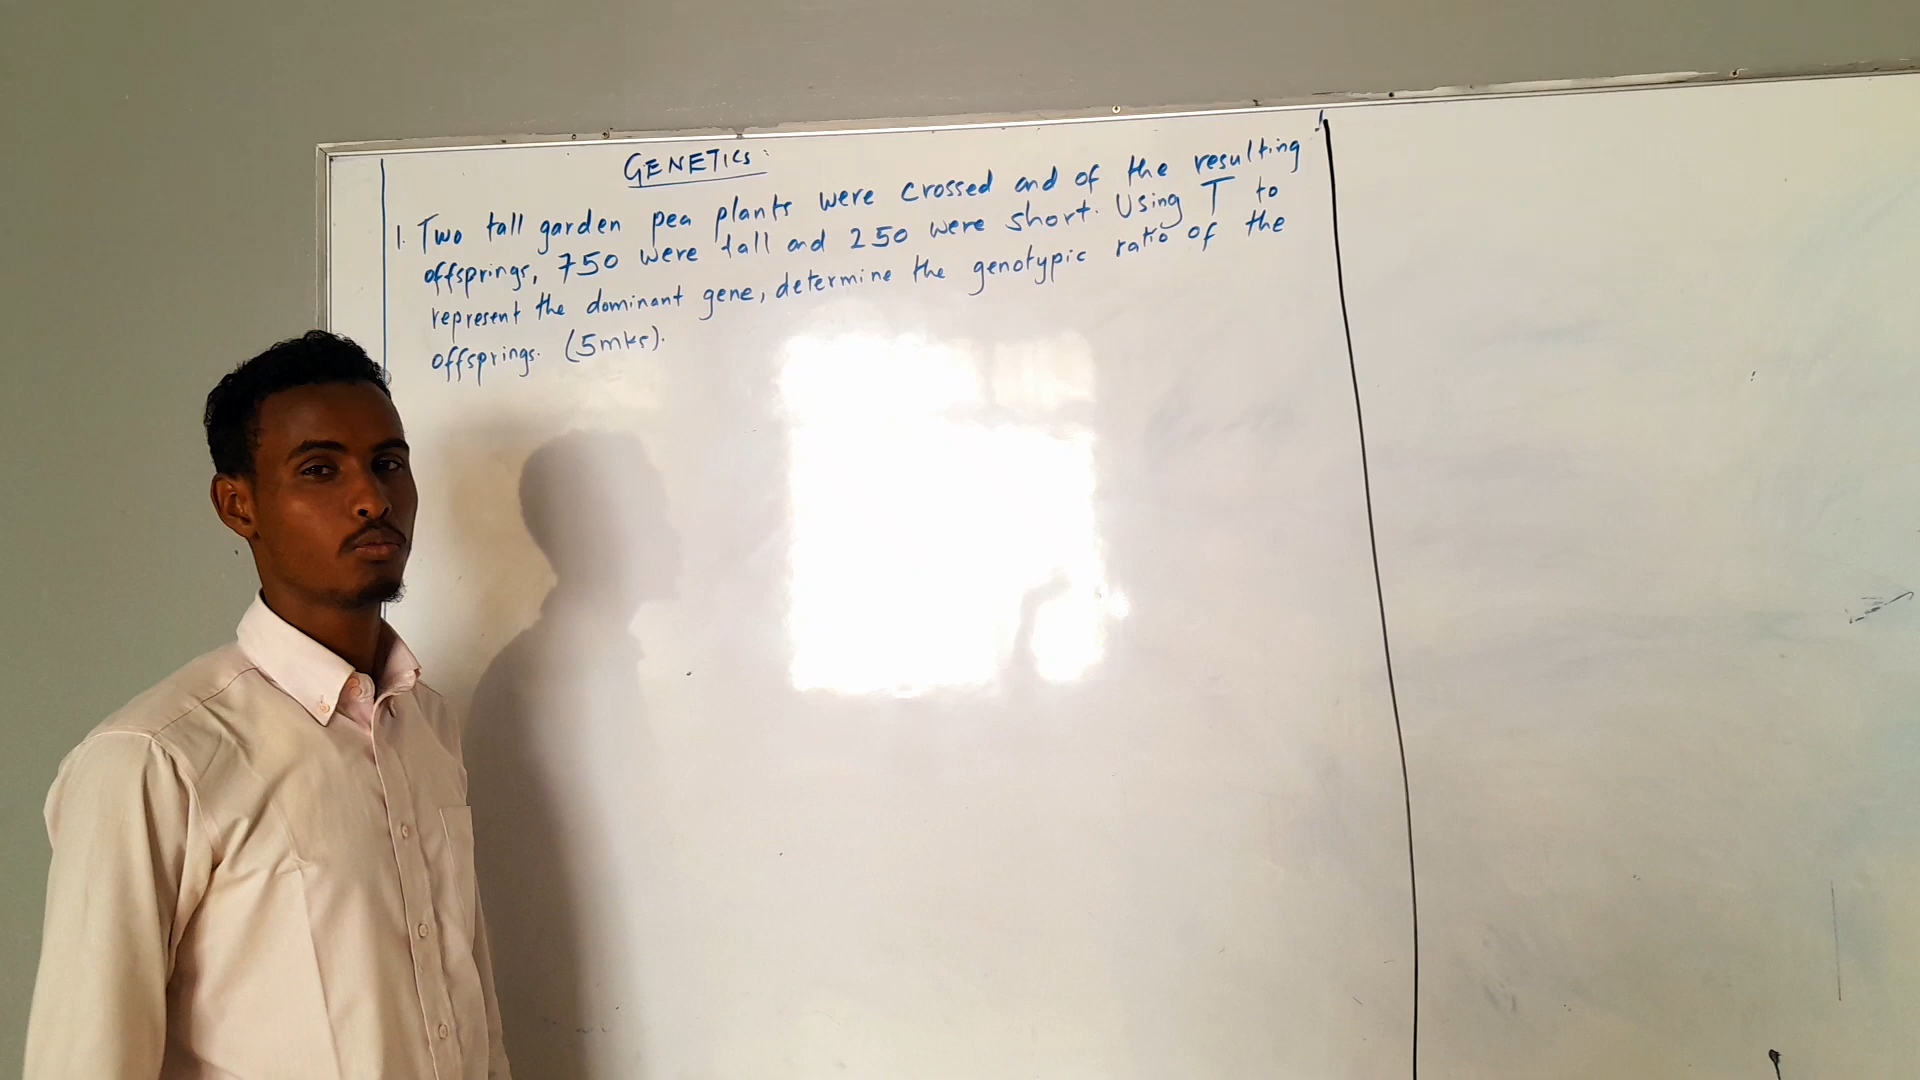 GENETICS:
1. Two tall garden pea plants were crossed and of the resulting
offsprings, 750 were tall and 250 were short. Using T to
represent the dominant gene, determine the genotypic ratio of the
offsprings. (5mks).